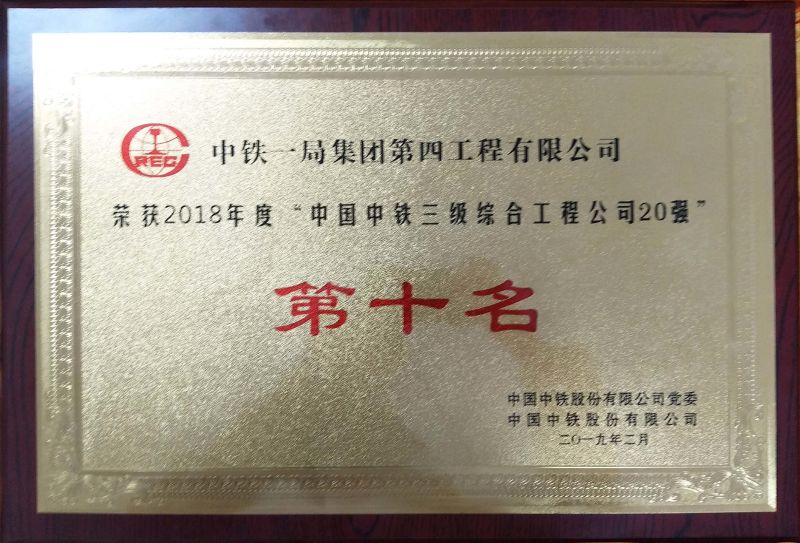 CREC
中铁一局集团第四工程有限公司
荣获2018年度“中国中铁三级综合工程公司20强”
第十名
中国中铁股份有限公司党委
中国中铁股份有限公司
二〇一九年二月